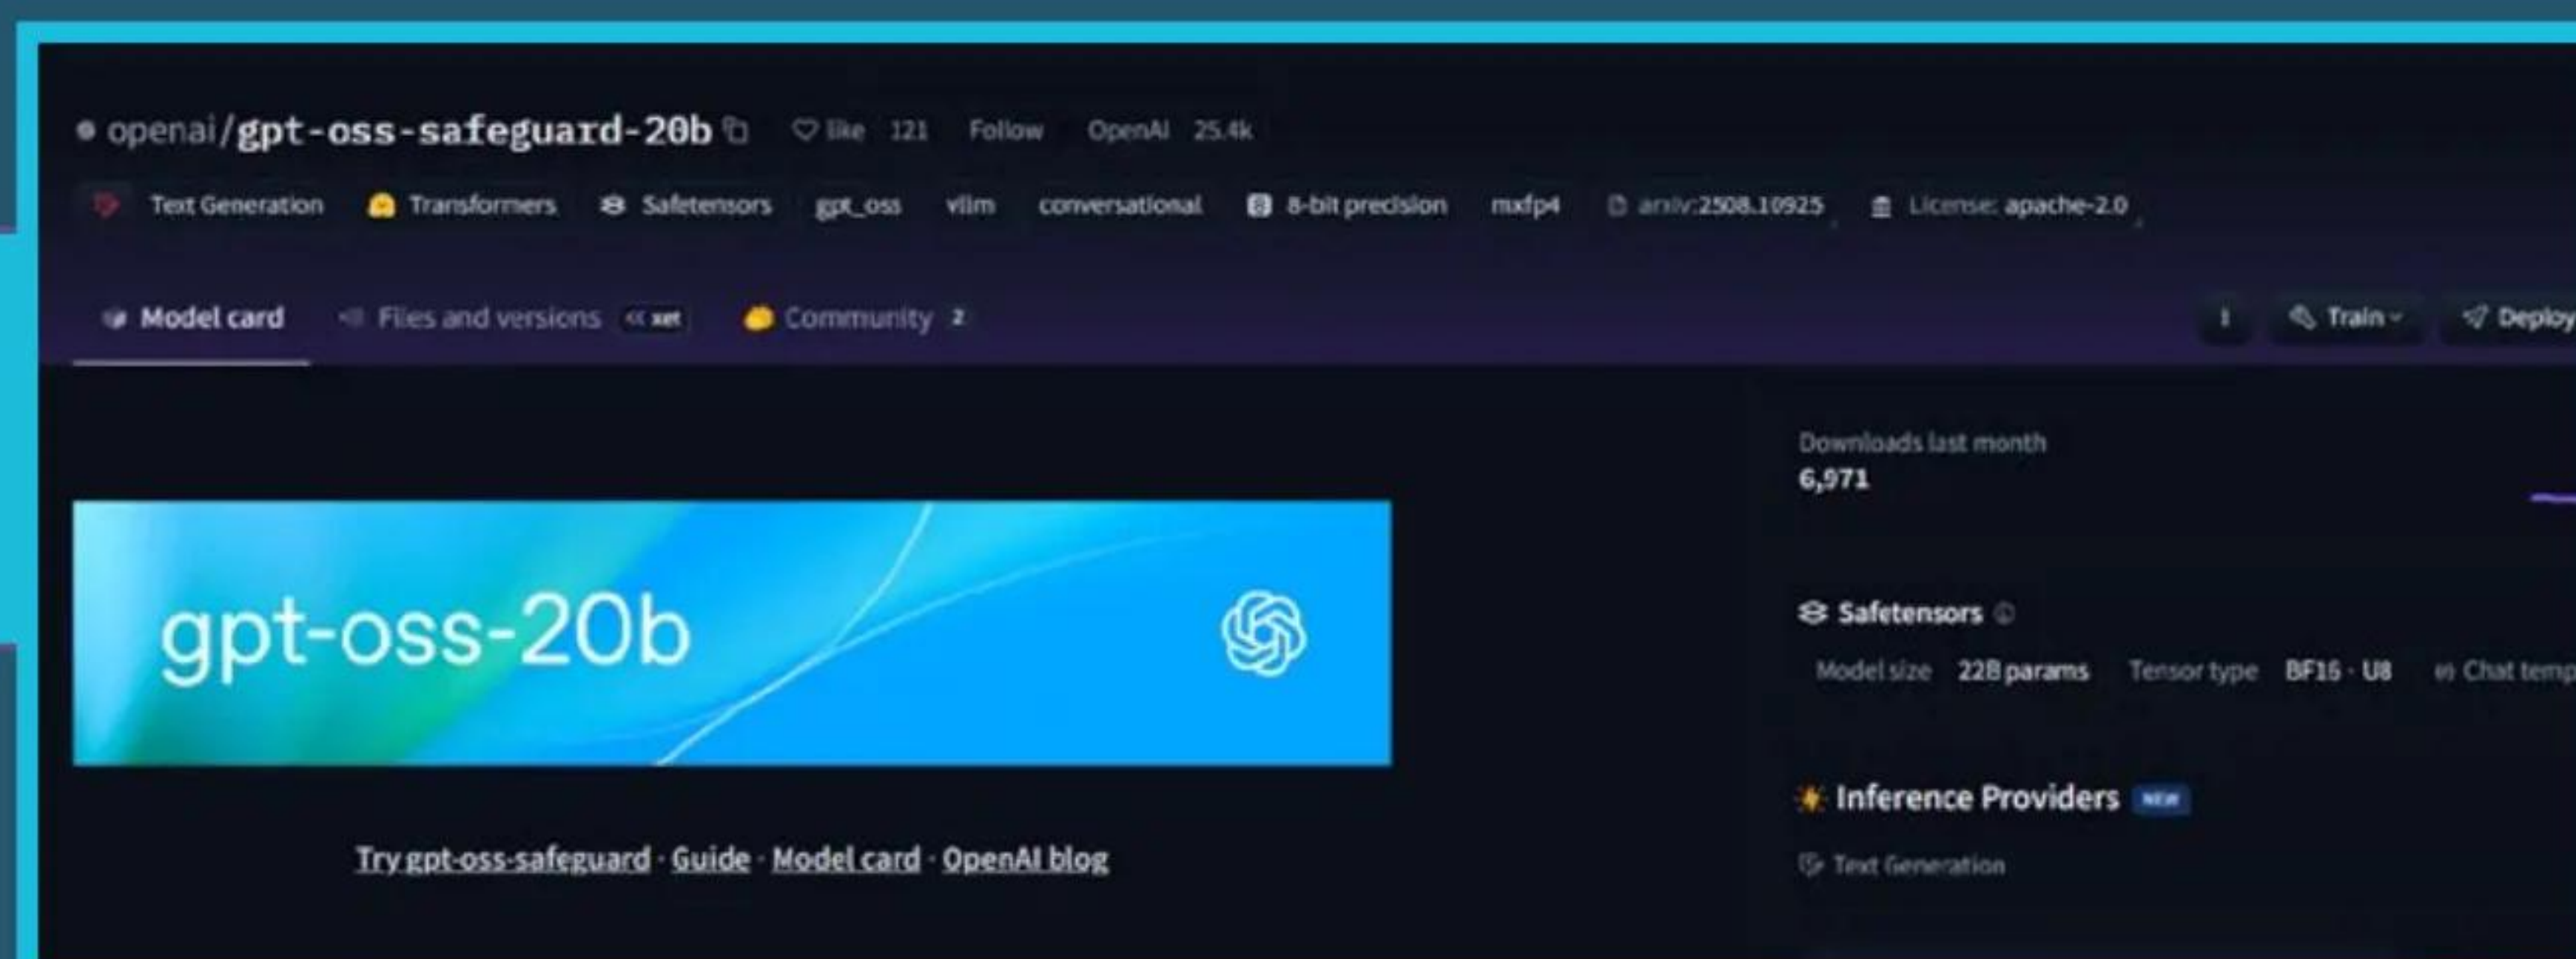 openai/gpt-oss-safeguard-20b like 121 Follow OpenAI 25.4k
Text Generation Transformers Safetensors gpt_oss vllm conversational 8-bit precision mxfp4 arxiv:2508.10925 License: apache-2.0
Model card Files and versions xet Community 2 Train Deploy
Downloads last month
6,971
gpt-oss-20b
Safetensors
Model size 22B params Tensor type BF16 · U8 Chat temp
Inference Providers NEW
Try gpt-oss-safeguard · Guide · Model card · OpenAI blog
Text Generation